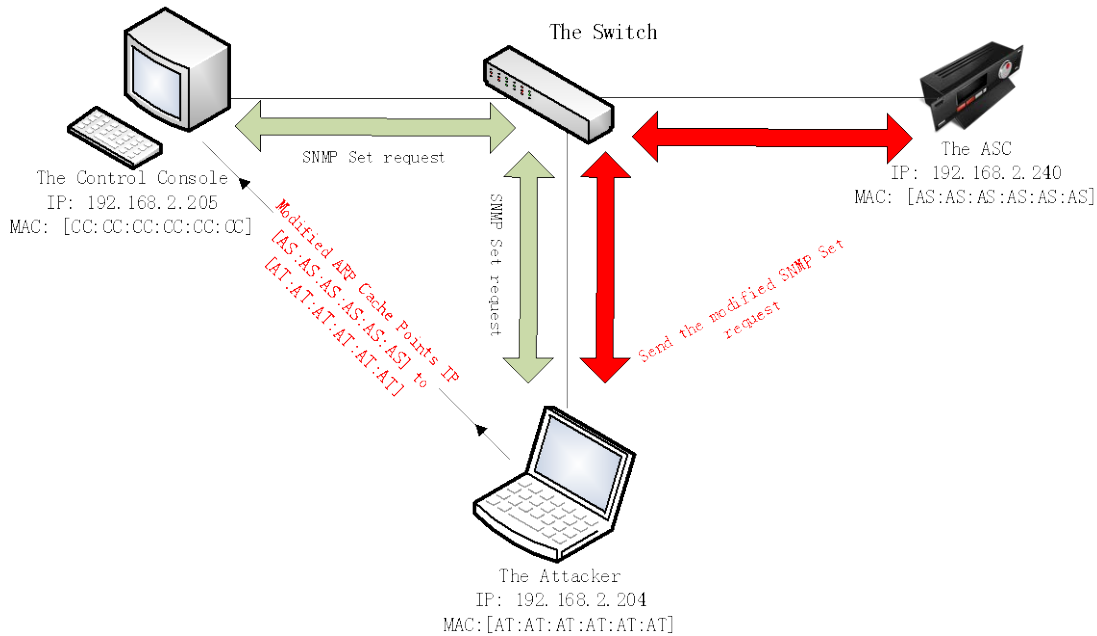 The Switch
SNMP Set request
The Control Console
IP: 192.168.2.205
MAC: [CC:CC:CC:CC:CC:CC]
The ASC
IP: 192.168.2.240
MAC: [AS:AS:AS:AS:AS:AS]
Modified ARP Cache Points IP
[AS:AS:AS:AS:AS:AS] to
[AT:AT:AT:AT:AT:AT]
SNMP Set request
Send the modified SNMP Set
request
The Attacker
IP: 192.168.2.204
MAC:[AT:AT:AT:AT:AT:AT]